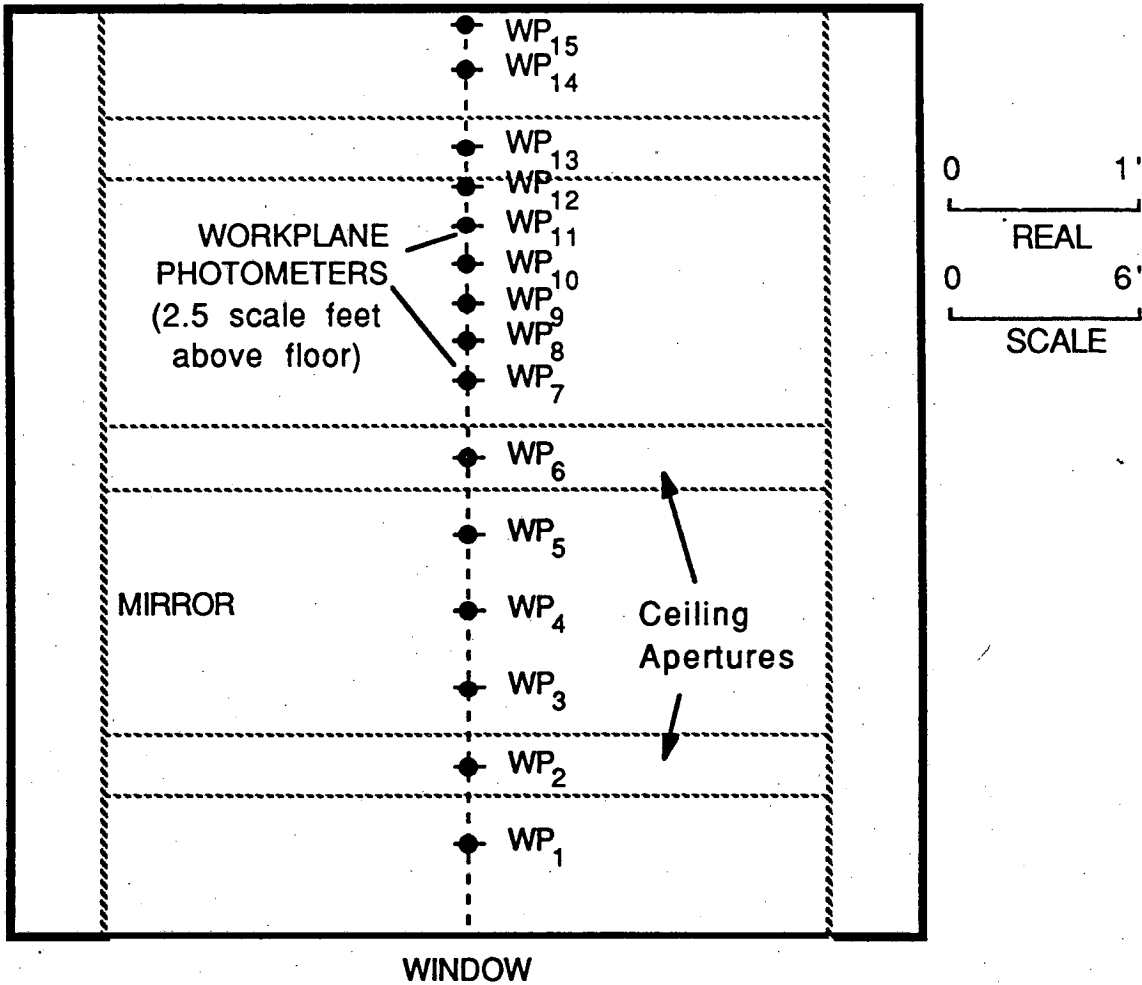 WP15
WP14
WP13
WP12
WP11
WP10
WP9
WP8
WP7
WORKPLANE
PHOTOMETERS
(2.5 scale feet
above floor)
0 1'
REAL
0 6'
SCALE
WP6
WP5
MIRROR
WP4
Ceiling
Apertures
WP3
WP2
WP1
WINDOW